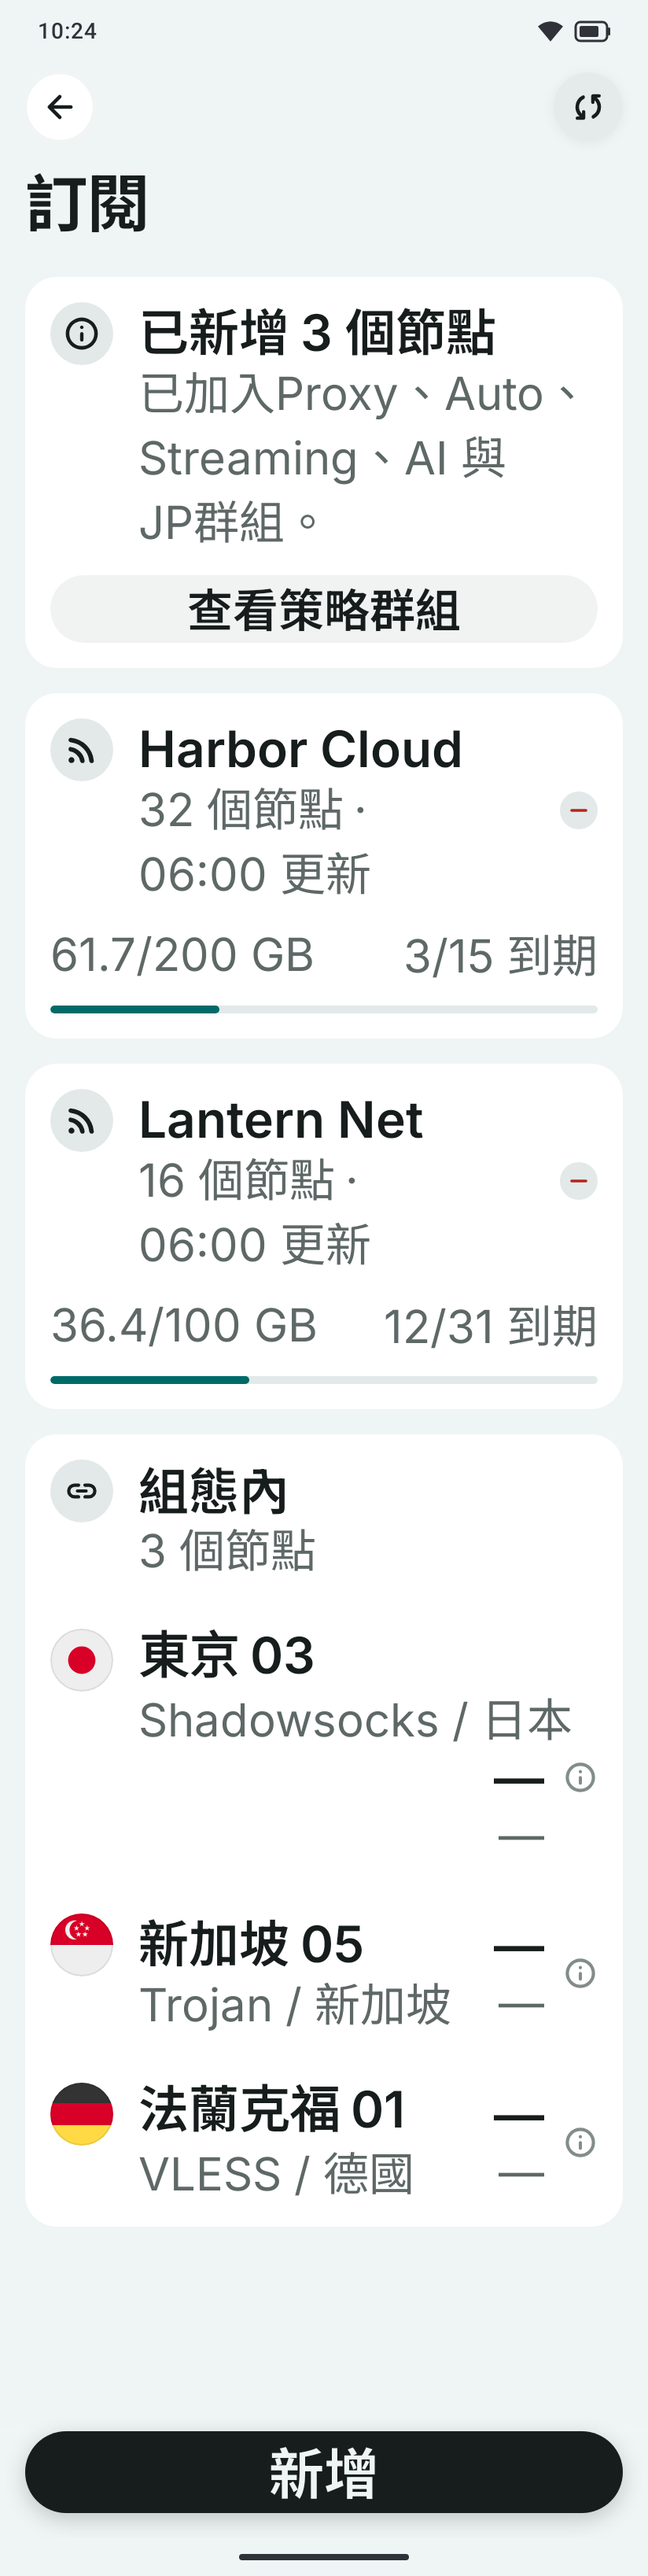 10:24
訂閱
已新增 3 個節點
已加入Proxy、Auto、
Streaming、AI 與
JP群組。
查看策略群組
Harbor Cloud
32 個節點 ·
06:00 更新
61.7/200 GB
3/15 到期
Lantern Net
16 個節點 ·
06:00 更新
36.4/100 GB
12/31 到期
組態內
3 個節點
東京 03
Shadowsocks / 日本
—
—
新加坡 05
—
Trojan / 新加坡
—
法蘭克福 01
—
VLESS / 德國
—
新增